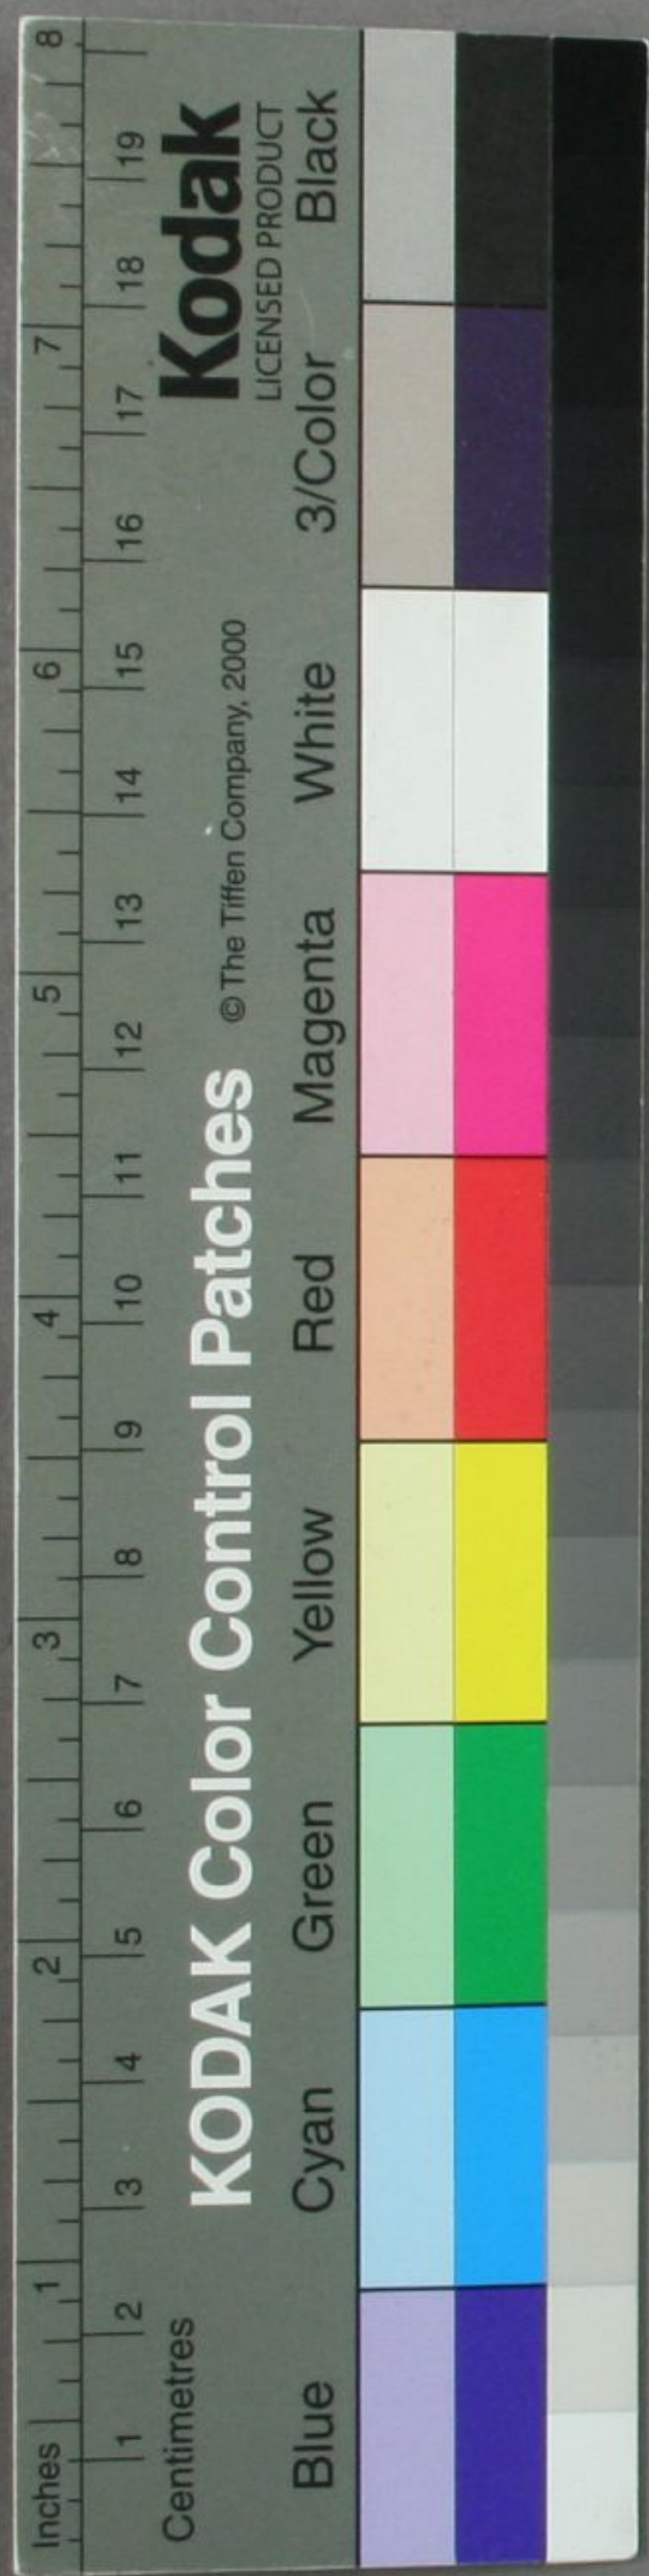 Inches 1 2 3 4 5 6 7 8
1 2 3 4 5 6 7 8 9 10 11 12 13 14 15 16 17 18 19
Centimetres
KODAK Color Control Patches © The Tiffen Company, 2000 Kodak
LICENSED PRODUCT
Blue Cyan Green Yellow Red Magenta White 3/Color Black